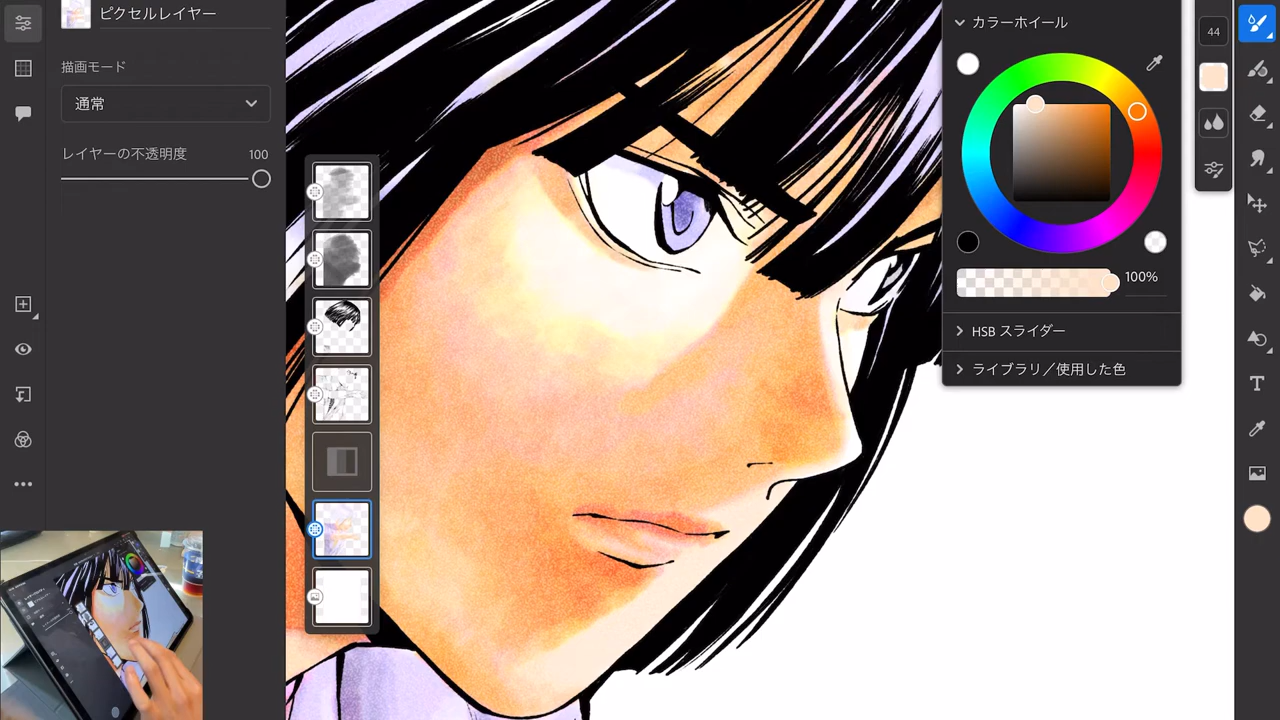 ピクセルレイヤー
描画モード
通常
レイヤーの不透明度 100
カラーホイール
100%
HSB スライダー
ライブラリ／使用した色
44
T